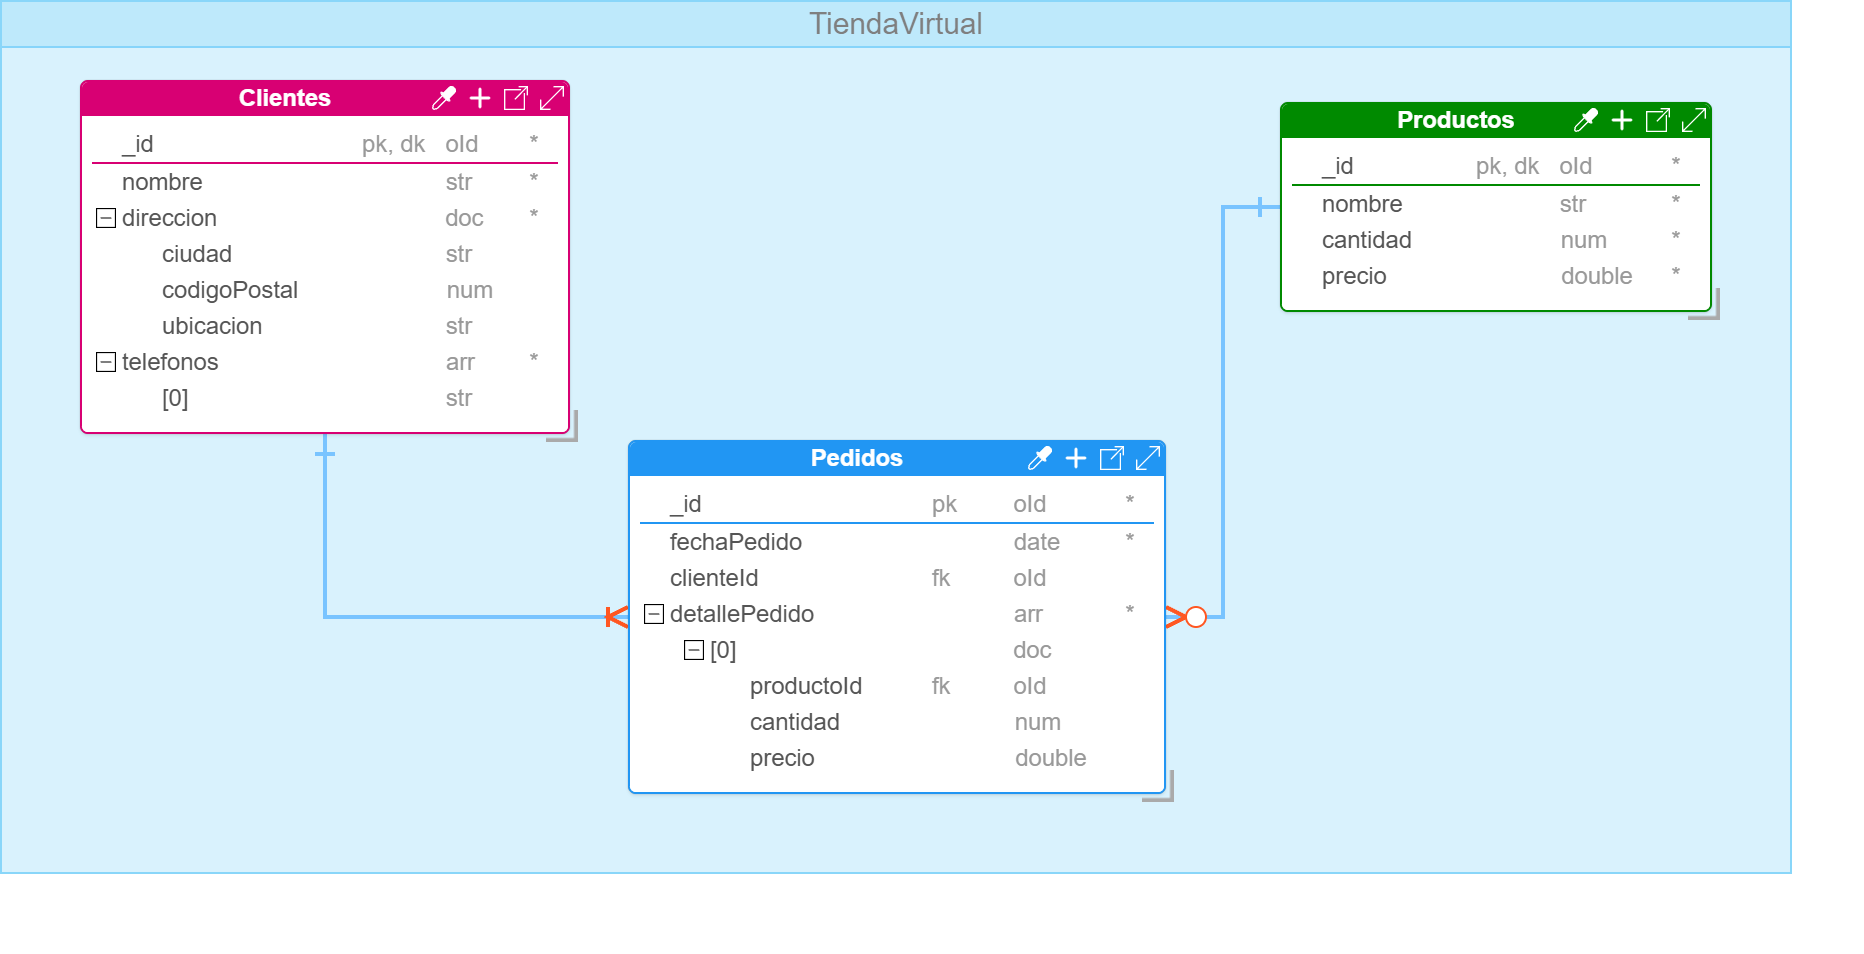 TiendaVirtual
Clientes
_id pk, dk oId *
nombre str *
direccion doc *
ciudad str
codigoPostal num
ubicacion str
telefonos arr *
[0] str
Productos
_id pk, dk oId *
nombre str *
cantidad num *
precio double *
Pedidos
_id pk oId *
fechaPedido date *
clienteId fk oId
detallePedido arr *
[0] doc
productoId fk oId
cantidad num
precio double